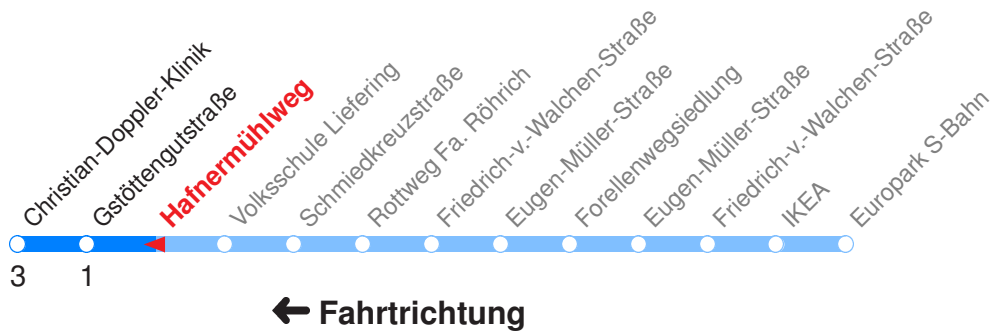 Christian-Doppler-Klinik
Gstöttengutstraße
Hafnermühlweg
Volksschule Liefering
Schmiedkreuzstraße
Rottweg Fa. Röhrich
Friedrich-v.-Walchen-Straße
Eugen-Müller-Straße
Forellenwegsiedlung
Eugen-Müller-Straße
Friedrich-v.-Walchen-Straße
IKEA
Europark S-Bahn
3 1
Fahrtrichtung